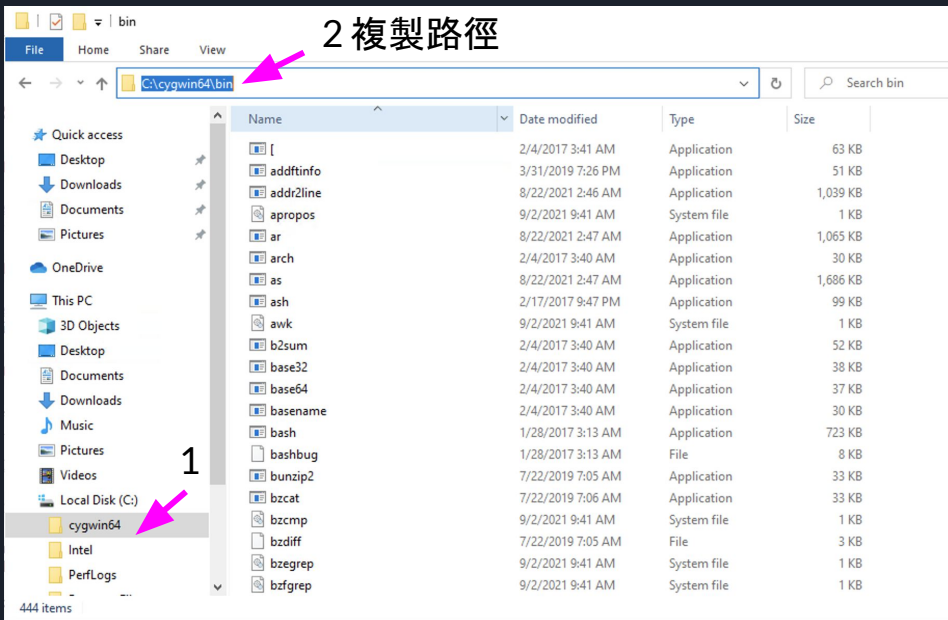 bin
2 複製路徑
File Home Share View
C:\cygwin64\bin
Search bin
Quick access
Desktop
Downloads
Documents
Pictures
OneDrive
This PC
3D Objects
Desktop
Documents
Downloads
Music
Pictures
Videos
1
Local Disk (C:)
cygwin64
Intel
PerfLogs
Name Date modified Type Size
[ 2/4/2017 3:41 AM Application 63 KB
addftinfo 3/31/2019 7:26 PM Application 51 KB
addr2line 8/22/2021 2:46 AM Application 1,039 KB
apropos 9/2/2021 9:41 AM System file 1 KB
ar 8/22/2021 2:47 AM Application 1,065 KB
arch 2/4/2017 3:40 AM Application 30 KB
as 8/22/2021 2:47 AM Application 1,686 KB
ash 2/17/2017 9:47 PM Application 99 KB
awk 9/2/2021 9:41 AM System file 1 KB
b2sum 2/4/2017 3:40 AM Application 52 KB
base32 2/4/2017 3:40 AM Application 38 KB
base64 2/4/2017 3:40 AM Application 37 KB
basename 2/4/2017 3:40 AM Application 30 KB
bash 1/28/2017 3:13 AM Application 723 KB
bashbug 1/28/2017 3:13 AM File 8 KB
bunzip2 7/22/2019 7:05 AM Application 33 KB
bzcat 7/22/2019 7:06 AM Application 33 KB
bzcmp 9/2/2021 9:41 AM System file 1 KB
bzdiff 7/22/2019 7:05 AM File 3 KB
bzegrep 9/2/2021 9:41 AM System file 1 KB
bzfgrep 9/2/2021 9:41 AM System file 1 KB
444 items